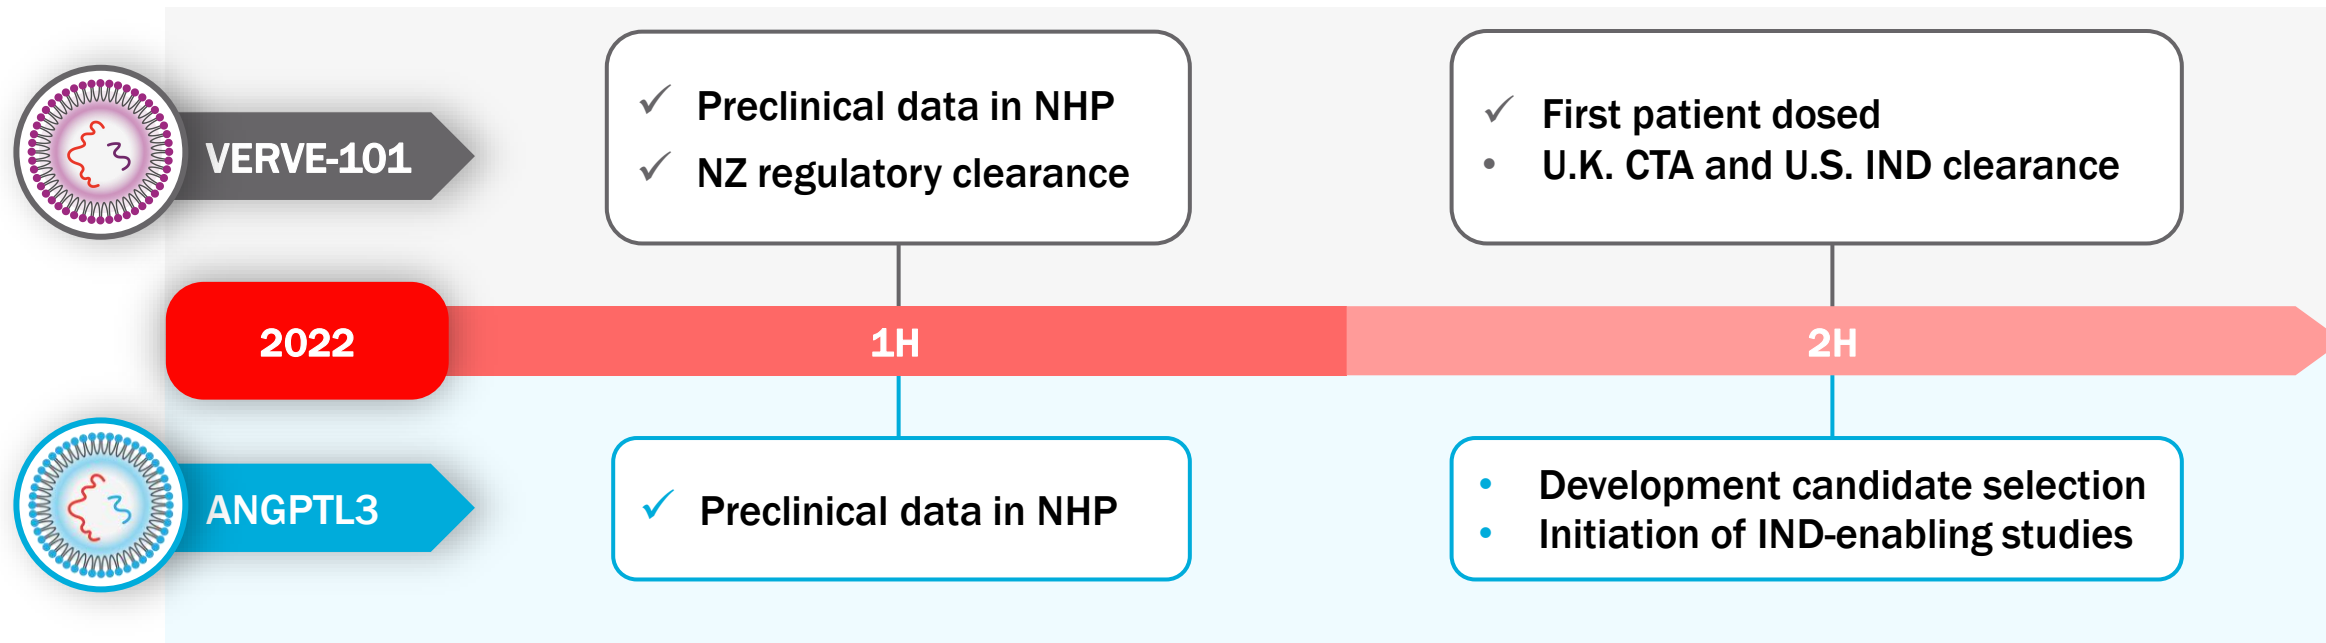 VERVE-101
✓ Preclinical data in NHP
✓ NZ regulatory clearance
✓ First patient dosed
• U.K. CTA and U.S. IND clearance
2022
1H
2H
ANGPTL3
✓ Preclinical data in NHP
• Development candidate selection
• Initiation of IND-enabling studies